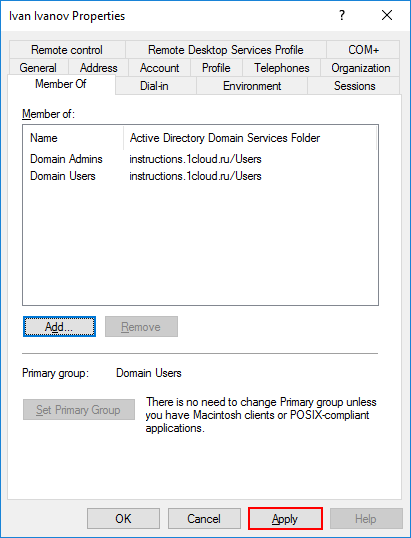 Ivan Ivanov Properties ?
Remote control Remote Desktop Services Profile COM+
General Address Account Profile Telephones Organization
Member Of Dial-in Environment Sessions
Member of:
Name Active Directory Domain Services Folder
Domain Admins instructions.1cloud.ru/Users
Domain Users instructions.1cloud.ru/Users
Add... Remove
Primary group: Domain Users
Set Primary Group
There is no need to change Primary group unless
you have Macintosh clients or POSIX-compliant
applications.
OK Cancel Apply Help